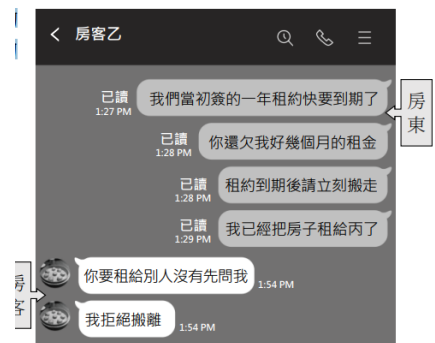 房客乙
已讀
1:27 PM
我們當初簽的一年租約快要到期了
房東
已讀
1:28 PM
你還欠我好幾個月的租金
已讀
1:28 PM
租約到期後請立刻搬走
已讀
1:29 PM
我已經把房子租給丙了
房客
你要租給別人沒有先問我
1:54 PM
我拒絕搬離
1:54 PM